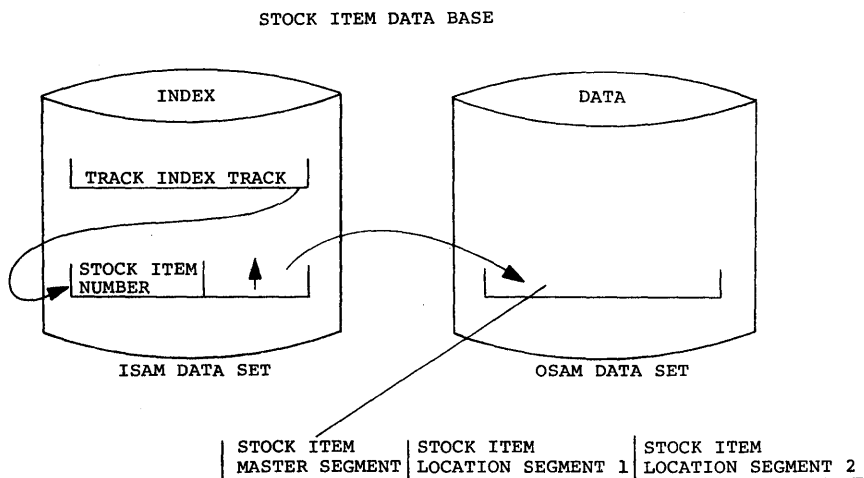 STOCK ITEM DATA BASE
INDEX
DATA
TRACK INDEX TRACK
STOCK ITEM
NUMBER
ISAM DATA SET
OSAM DATA SET
STOCK ITEM
MASTER SEGMENT
STOCK ITEM
LOCATION SEGMENT 1
STOCK ITEM
LOCATION SEGMENT 2